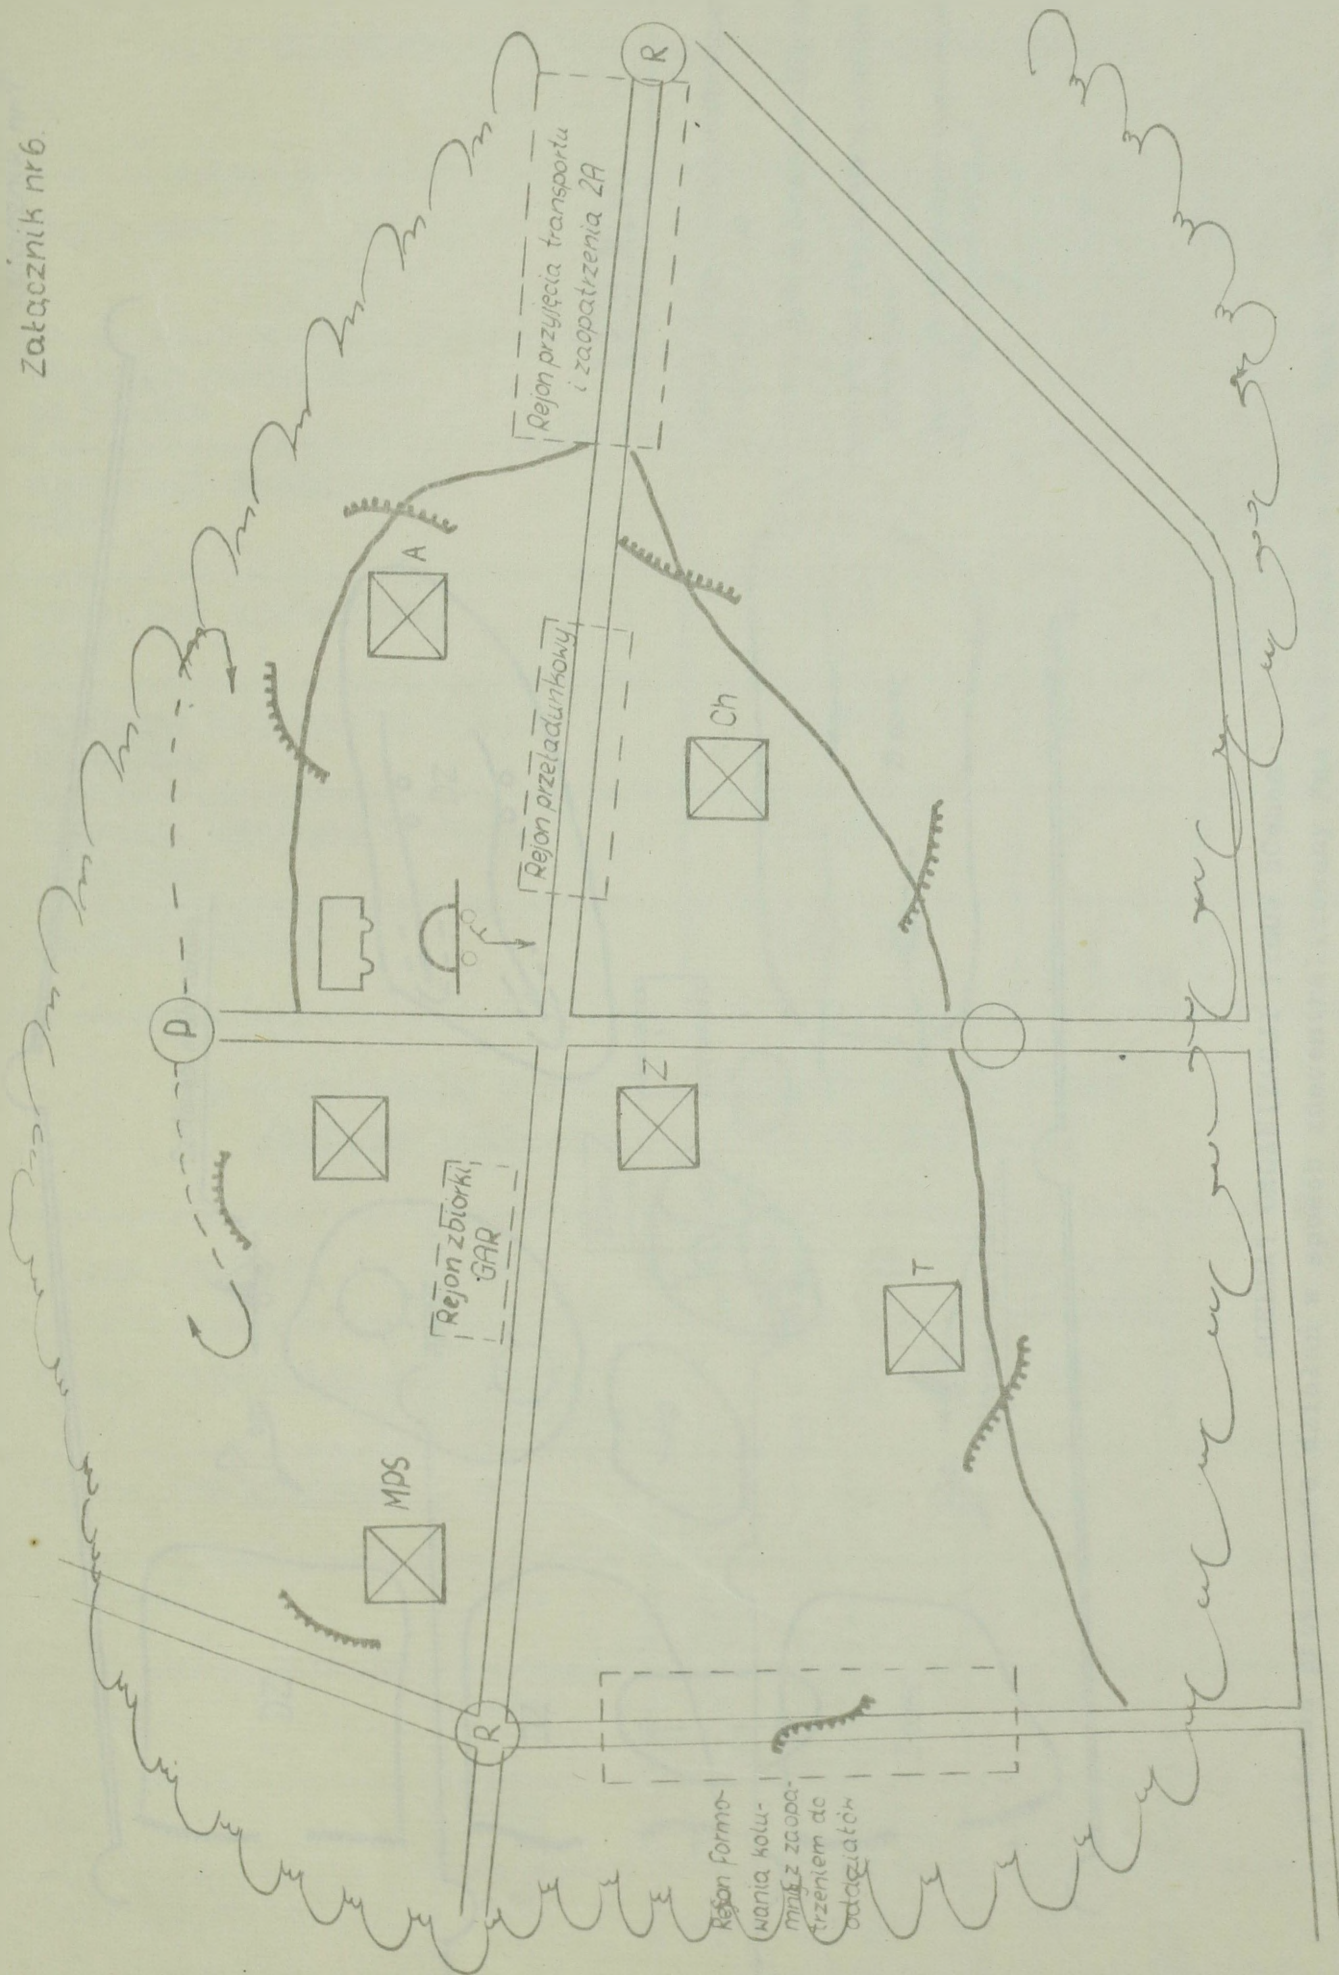 Załącznik nr 6.
R
Rejon przyjęcia transportu
i zaopatrzenia 2A
A
Rejon przeładunkowy
Ch
P
Z
Rejon zbiórki
GAR
T
MPS
R
Rejon formo-
wania kolu-
mn z zaopa-
trzeniem do
oddziałów